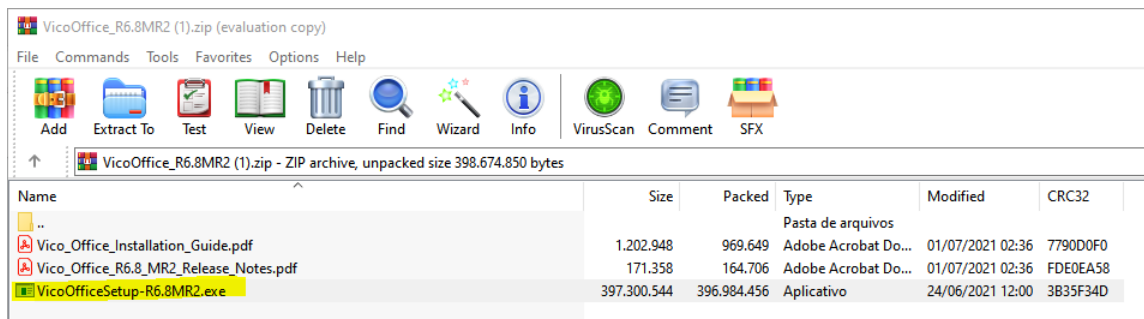 VicoOffice_R6.8MR2 (1).zip (evaluation copy)
File Commands Tools Favorites Options Help
Add Extract To Test View Delete Find Wizard Info VirusScan Comment SFX
VicoOffice_R6.8MR2 (1).zip - ZIP archive, unpacked size 398.674.850 bytes
Name Size Packed Type Modified CRC32
.. Pasta de arquivos
Vico_Office_Installation_Guide.pdf 1.202.948 969.649 Adobe Acrobat Do... 01/07/2021 02:36 7790D0F0
Vico_Office_R6.8_MR2_Release_Notes.pdf 171.358 164.706 Adobe Acrobat Do... 01/07/2021 02:36 FDE0EA58
VicoOfficeSetup-R6.8MR2.exe 397.300.544 396.984.456 Aplicativo 24/06/2021 12:00 3B35F34D